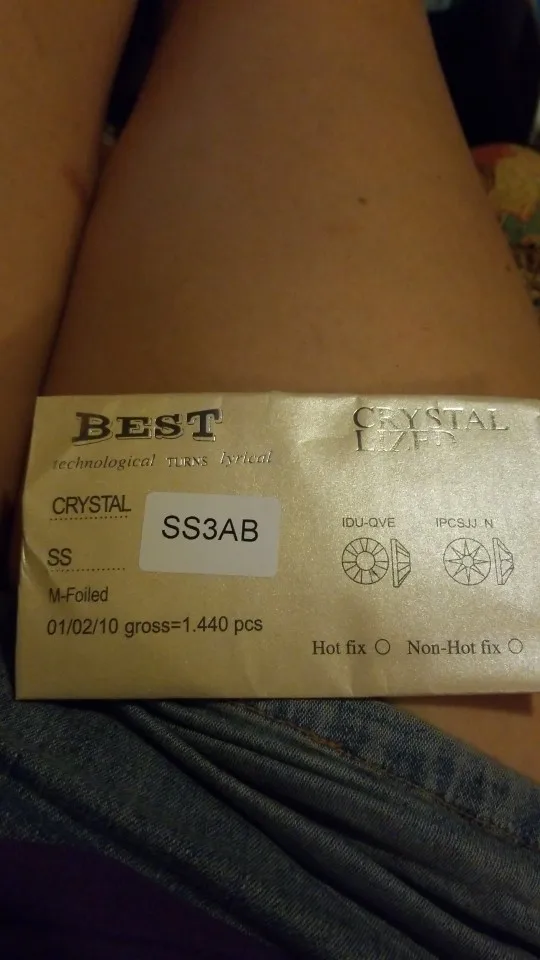 BEST
technological TURNS lyrical
CRYSTAL
LIZED
CRYSTAL
SS3AB
SS
M-Foiled
01/02/10 gross=1.440 pcs
IDU-QVE
IPCSJJ N
Hot fix
Non-Hot fix